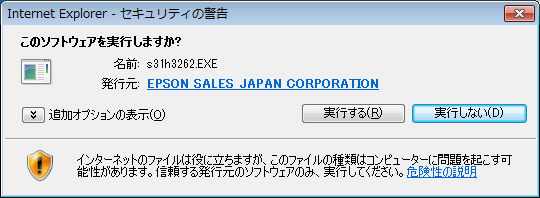 Internet Explorer - セキュリティの警告
このソフトウェアを実行しますか?
名前: s31h3262.EXE
発行元: EPSON SALES JAPAN CORPORATION
追加オプションの表示(O) 実行する(R) 実行しない(D)
インターネットのファイルは役に立ちますが、このファイルの種類はコンピューターに問題を起こす可
能性があります。信頼する発行元のソフトウェアのみ、実行してください。危険性の説明